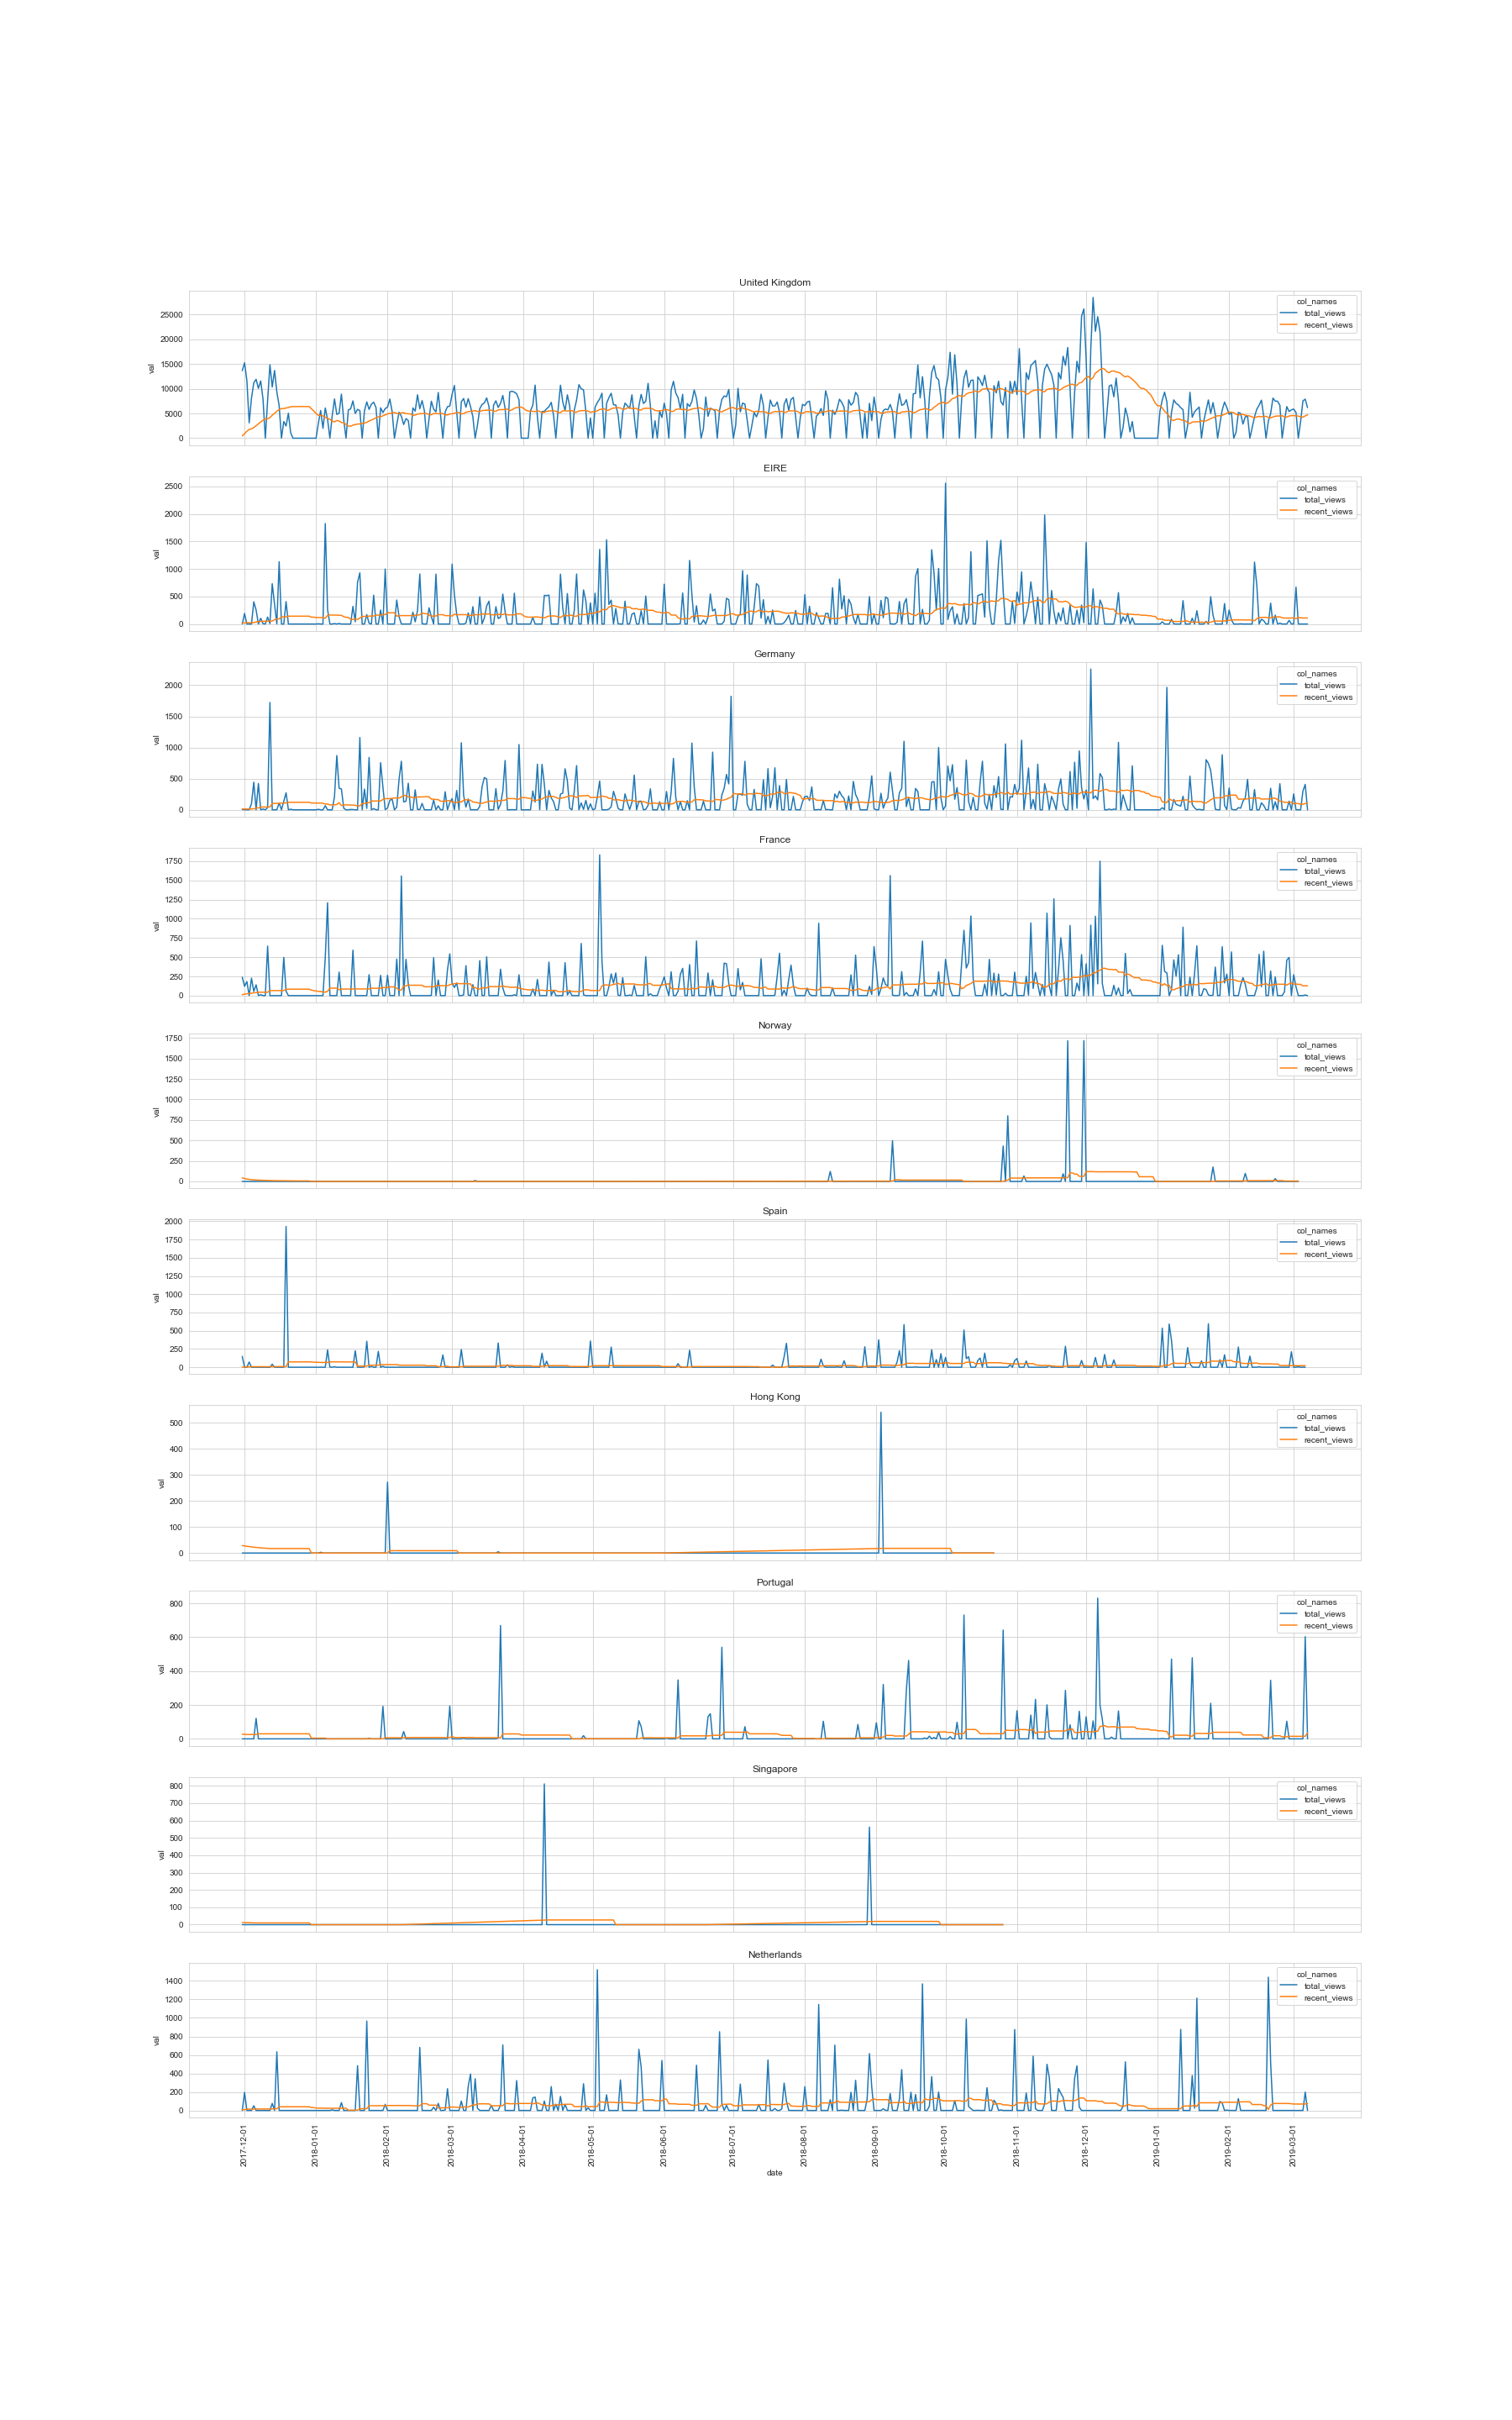 United Kingdom
25000
20000
15000
10000
5000
0
val
col_names
total_views
recent_views
EIRE
2500
2000
1500
1000
500
0
val
col_names
total_views
recent_views
Germany
2000
1500
1000
500
0
val
col_names
total_views
recent_views
France
1750
1500
1250
1000
750
500
250
0
val
col_names
total_views
recent_views
Norway
1750
1500
1250
1000
750
500
250
0
val
col_names
total_views
recent_views
Spain
2000
1750
1500
1250
1000
750
500
250
0
val
col_names
total_views
recent_views
Hong Kong
500
400
300
200
100
0
val
col_names
total_views
recent_views
Portugal
800
600
400
200
0
val
col_names
total_views
recent_views
Singapore
800
700
600
500
400
300
200
100
0
val
col_names
total_views
recent_views
Netherlands
1400
1200
1000
800
600
400
200
0
val
col_names
total_views
recent_views
2017-12-01
2018-01-01
2018-02-01
2018-03-01
2018-04-01
2018-05-01
2018-06-01
2018-07-01
2018-08-01
2018-09-01
2018-10-01
2018-11-01
2018-12-01
2019-01-01
2019-02-01
2019-03-01
date